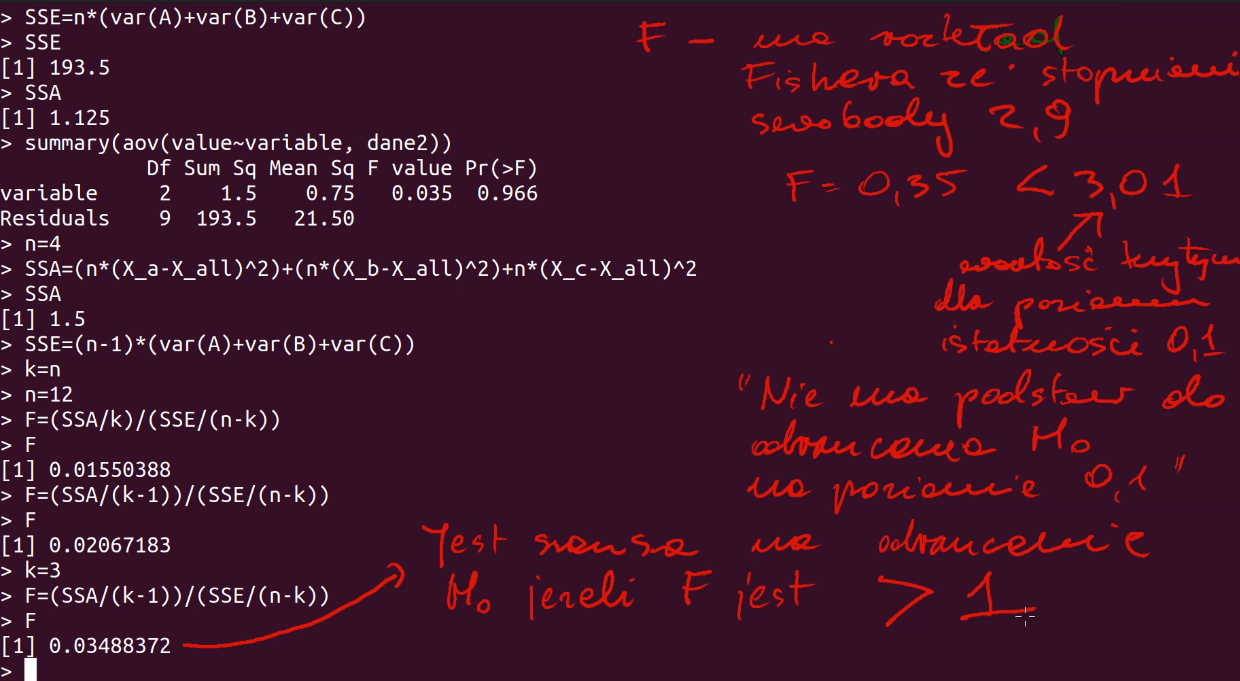 > SSE=n*(var(A)+var(B)+var(C))
> SSE
[1] 193.5
> SSA
[1] 1.125
> summary(aov(value~variable, dane2))
            Df Sum Sq Mean Sq F value Pr(>F)
variable     2    1.5    0.75   0.035  0.966
Residuals    9  193.5   21.50
> n=4
> SSA=(n*(X_a-X_all)^2)+(n*(X_b-X_all)^2)+n*(X_c-X_all)^2
> SSA
[1] 1.5
> SSE=(n-1)*(var(A)+var(B)+var(C))
> k=n
> n=12
> F=(SSA/k)/(SSE/(n-k))
> F
[1] 0.01550388
> F=(SSA/(k-1))/(SSE/(n-k))
> F
[1] 0.02067183
> k=3
> F=(SSA/(k-1))/(SSE/(n-k))
> F
[1] 0.03488372
>
F – ma rozkład
Fishera ze stopniami
swobody 2,9
F=0,35 < 3,01
wartość krytyczn
dla poziomu
istotności 0,1
"Nie ma podstaw do
odrzucenia H₀
na poziomie 0,1"
Jest szansa na odrzucenie
H₀ jeżeli F jest > 1